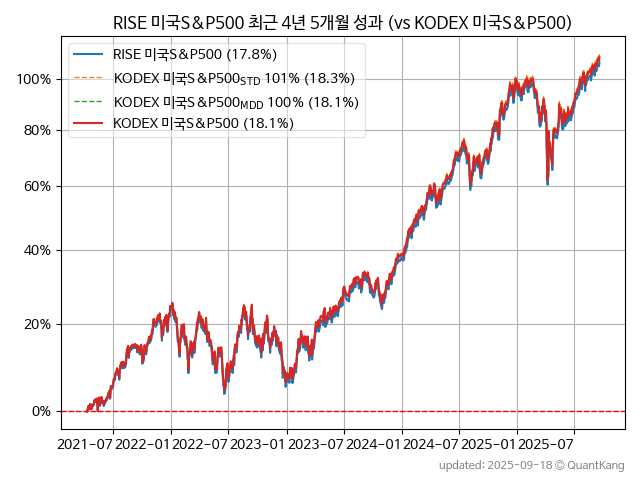 RISE 미국S&P500 최근 4년 5개월 성과 (vs KODEX 미국S&P500)
RISE 미국S&P500 (17.8%)
KODEX 미국S&P500STD 101% (18.3%)
KODEX 미국S&P500MDD 100% (18.1%)
KODEX 미국S&P500 (18.1%)
100%
80%
60%
40%
20%
0%
2021-07 2022-01 2022-07 2023-01 2023-07 2024-01 2024-07 2025-01 2025-07
updated: 2025-09-18 © QuantKang